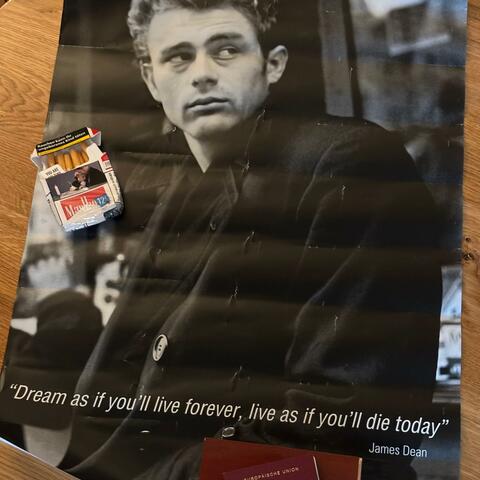 “Dream as if you’ll live forever, live as if you’ll die today”
James Dean
EUROPÄISCHE UNION